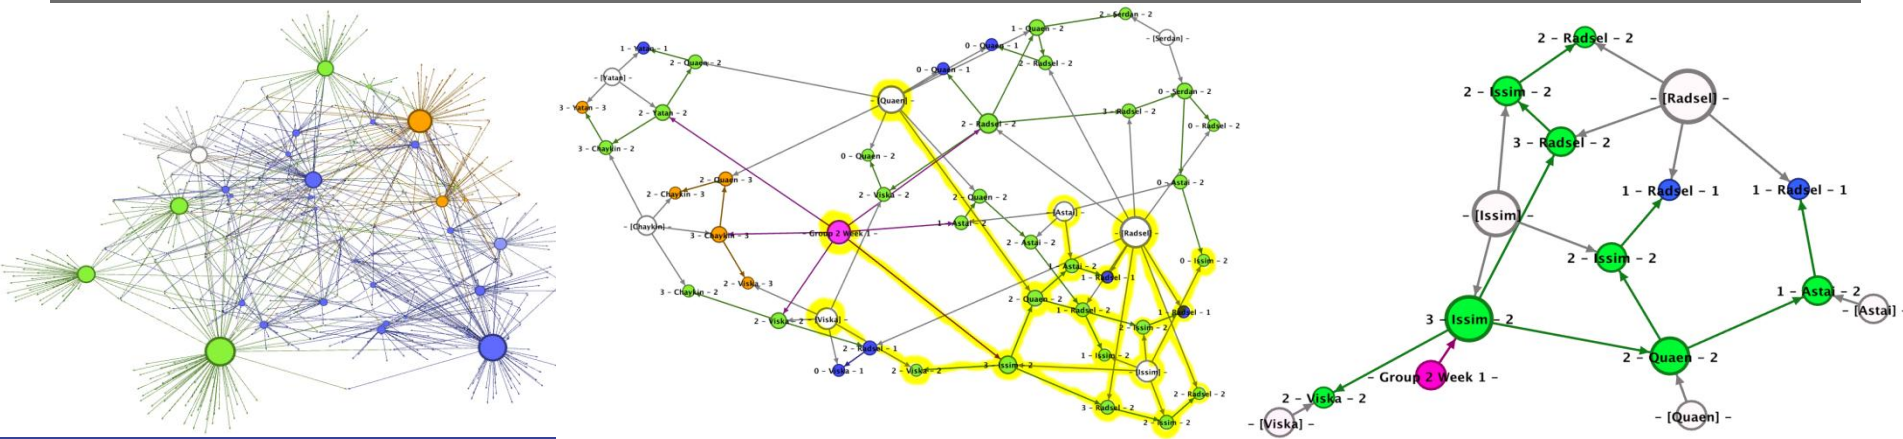 2 - Serdan - 2
1 - Quaen - 2
- [Serdan] -
0 - Quaen - 1
1 - Yatan - 1
2 - Quaen - 2
2 - Radsel - 2
0 - Quaen - 1
- [Yatan] -
0 - Serdan - 2
- [Quaen] -
3 - Yatan - 3
2 - Yatan - 2
3 - Radsel - 2
2 - Radsel - 2
0 - Radsel - 2
3 - Chaykin - 2
0 - Quaen - 2
2 - Quaen - 3
0 - Astai - 2
2 - Chaykin - 3
2 - Viska - 2
2 - Quaen - 2
- [Astai] -
- [Chaykin] -
1 - Astai - 2
3 - Chaykin - 3
- Group 2 Week 1 -
- [Radsel] -
2 - Astai - 2
0 - Issim - 2
Astai - 2
1 - Radsel - 1
2 - Viska - 3
3 - Chaykin - 2
2 - Quaen - 2
1 - Radsel - 2
1 - Radsel - 1
2 - Viska - 2
- [Viska] -
2 - Issim - 2
2 - Radsel - 1
1 - Issim - 2
3 - Issim - 2
0 - Viska - 1
2 - Viska - 2
- [Issim] -
2 - Radsel - 2
3 - Radsel - 2
2 - Issim - 2
2 - Radsel - 2
2 - Issim - 2
- [Radsel] -
3 - Radsel - 2
1 - Radsel - 1
1 - Radsel - 1
- [Issim] -
2 - Issim - 2
1 - Astai - 2
- [Astai] -
3 - Issim - 2
2 - Quaen - 2
- Group 2 Week 1 -
2 - Viska - 2
- [Quaen] -
- [Viska] -